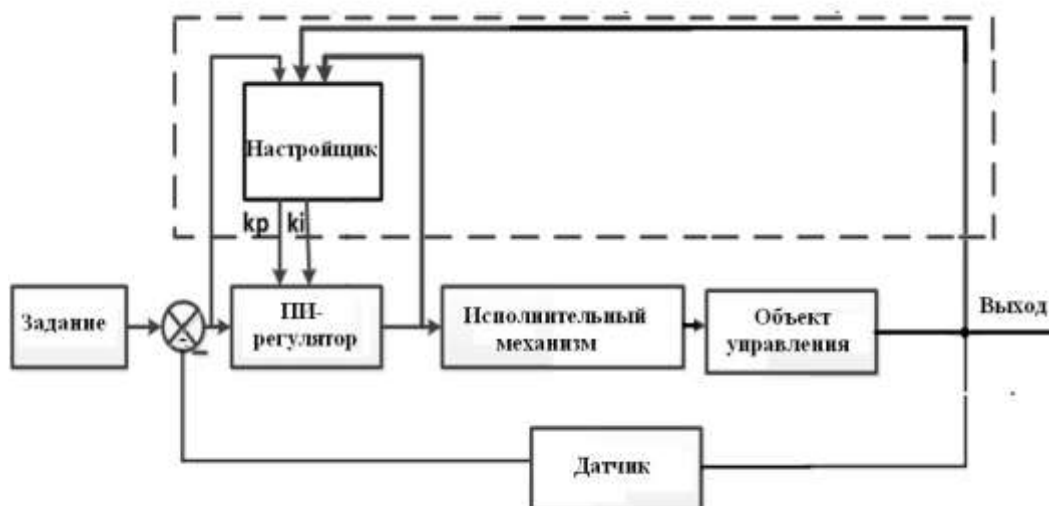 Настройщик
kp ki
Задание
ПИ-
регулятор
Исполнительный
механизм
Объект
управления
Выход
Датчик